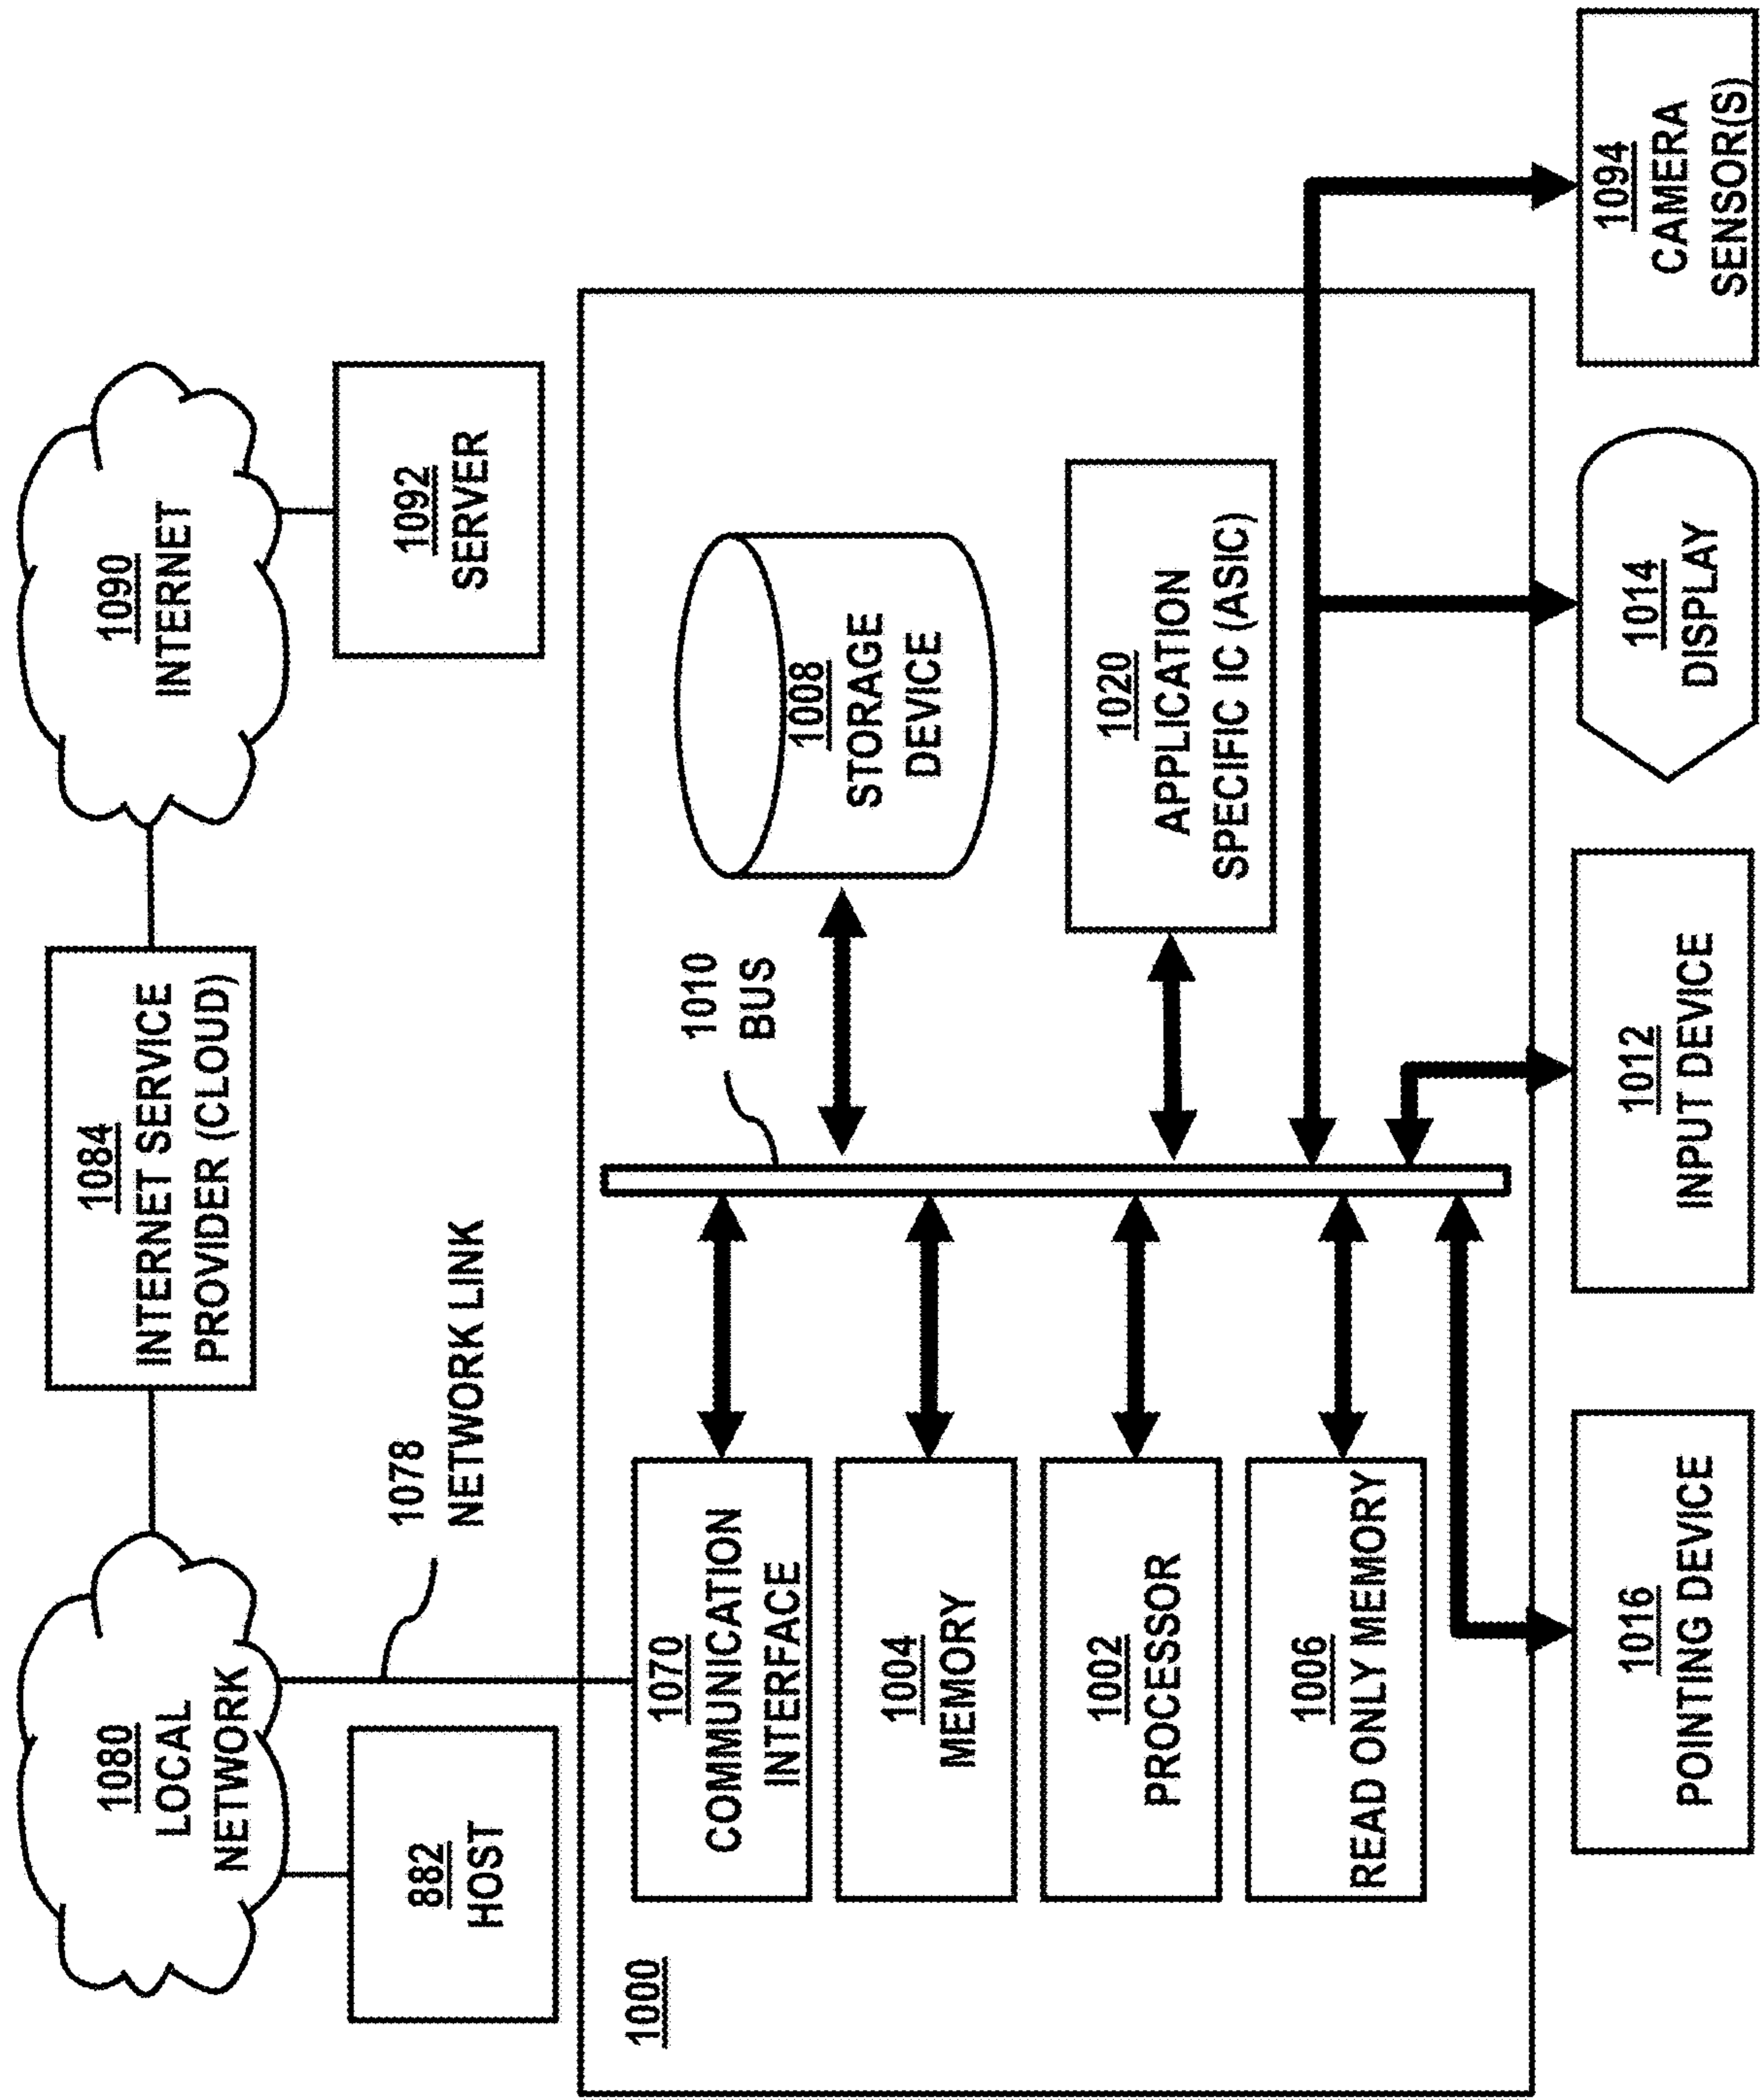 1080
LOCAL
NETWORK
1084
INTERNET SERVICE
PROVIDER (CLOUD)
1090
INTERNET
882
HOST
1078
NETWORK LINK
1092
SERVER
1000
1070
COMMUNICATION
INTERFACE
1004
MEMORY
1002
PROCESSOR
1006
READ ONLY MEMORY
1010
BUS
1008
STORAGE
DEVICE
1020
APPLICATION
SPECIFIC IC (ASIC)
1016
POINTING DEVICE
1012
INPUT DEVICE
1014
DISPLAY
1094
CAMERA
SENSOR(S)